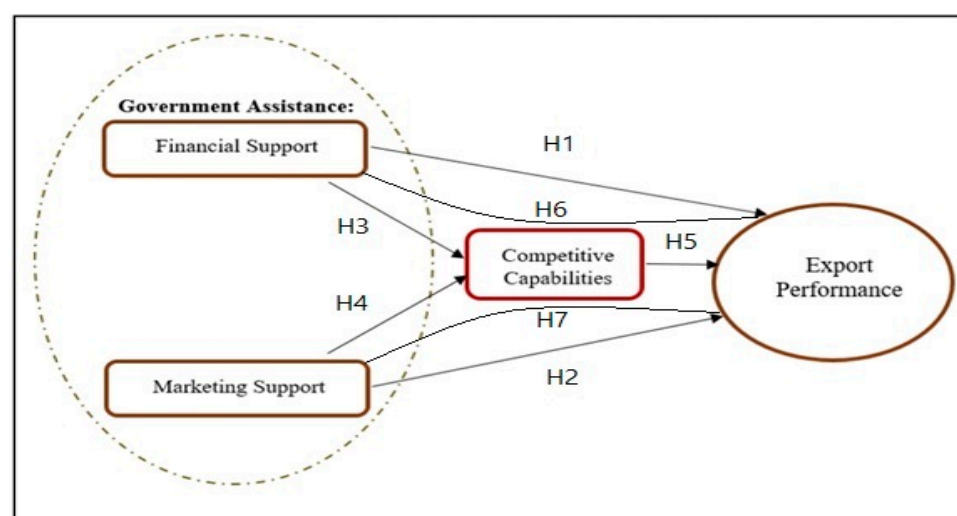 Government Assistance:
Financial Support
H1
H6
H3
Competitive
Capabilities
H5
Export
Performance
H4
H7
Marketing Support
H2